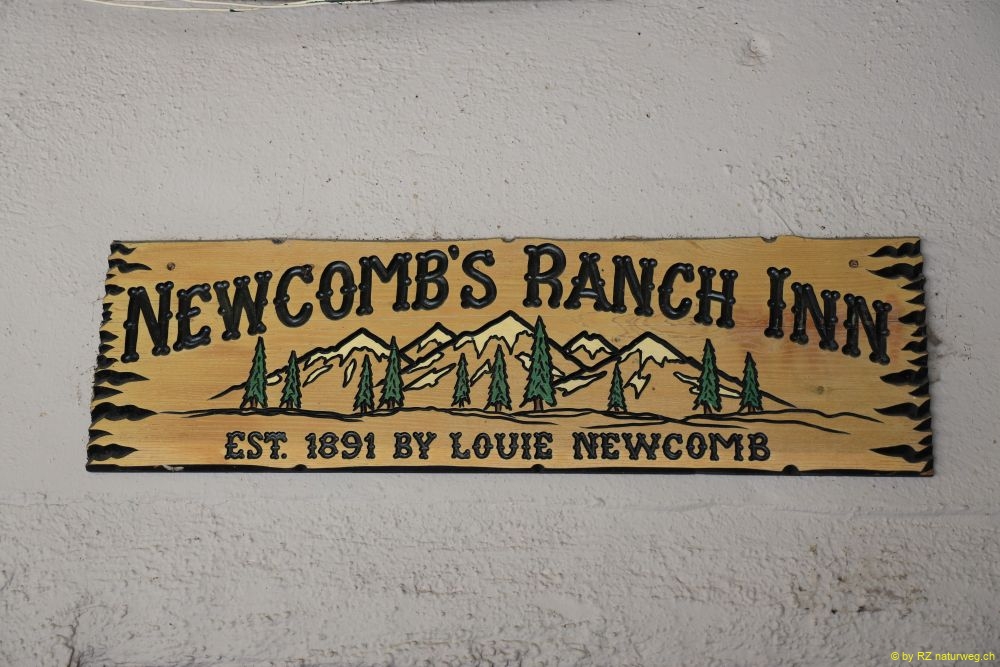 NEWCOMB'S RANCH INN
EST. 1891 BY LOUIE NEWCOMB
© by RZ naturweg.ch